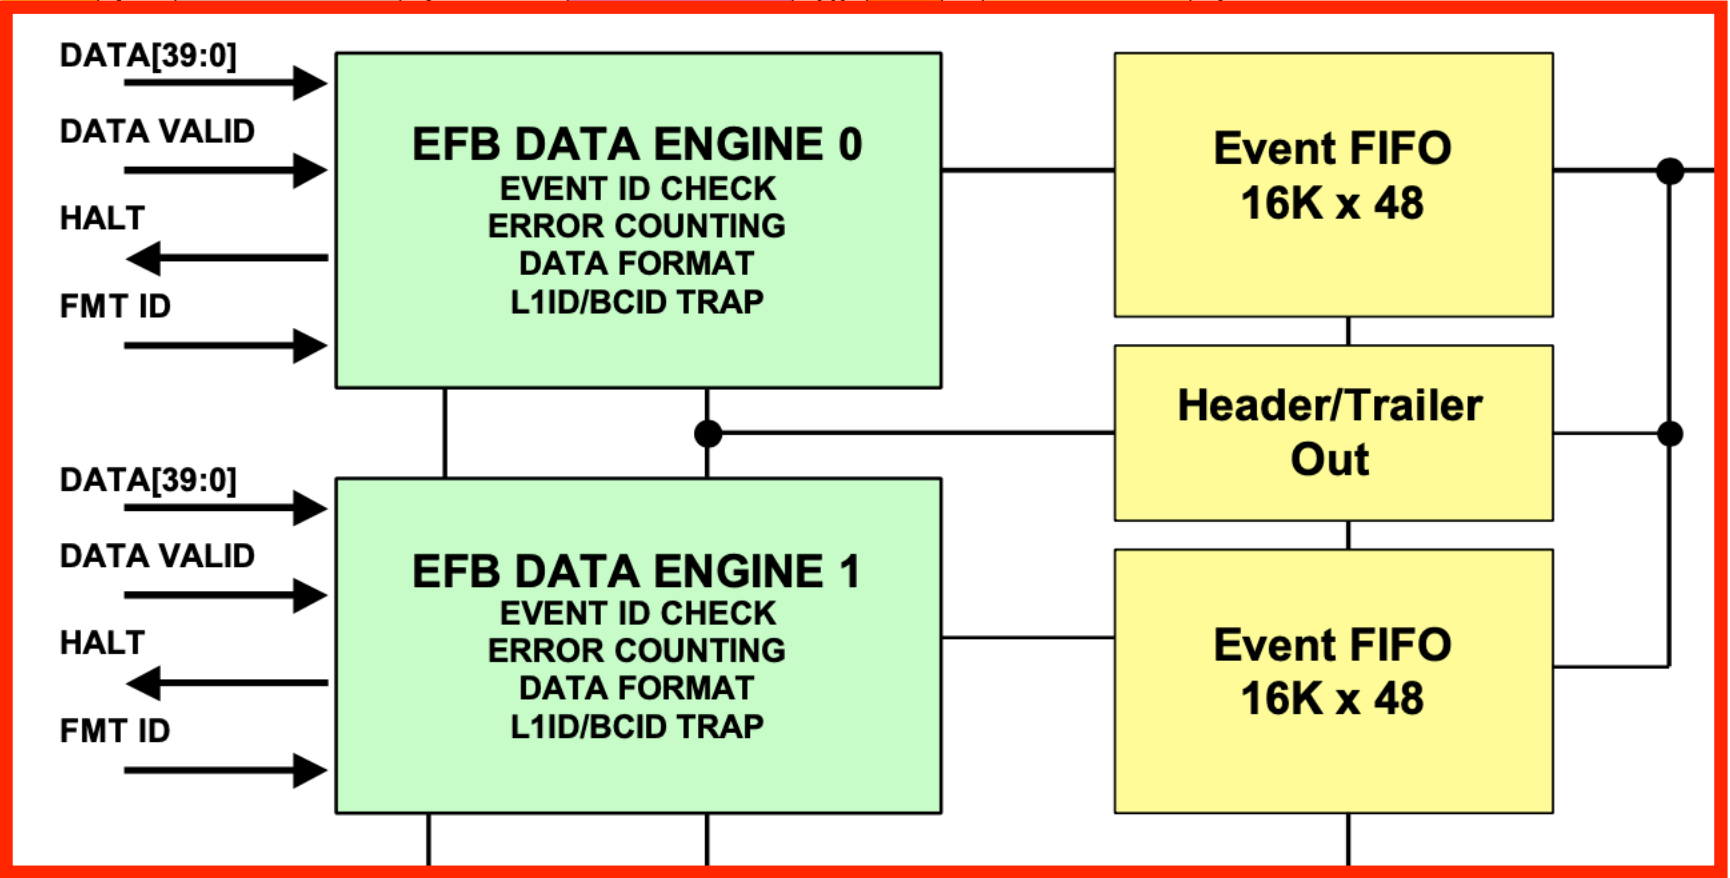 DATA[39:0]
DATA VALID
HALT
FMT ID
EFB DATA ENGINE 0
EVENT ID CHECK
ERROR COUNTING
DATA FORMAT
L1ID/BCID TRAP
Event FIFO
16K x 48
Header/Trailer
Out
DATA[39:0]
DATA VALID
HALT
FMT ID
EFB DATA ENGINE 1
EVENT ID CHECK
ERROR COUNTING
DATA FORMAT
L1ID/BCID TRAP
Event FIFO
16K x 48